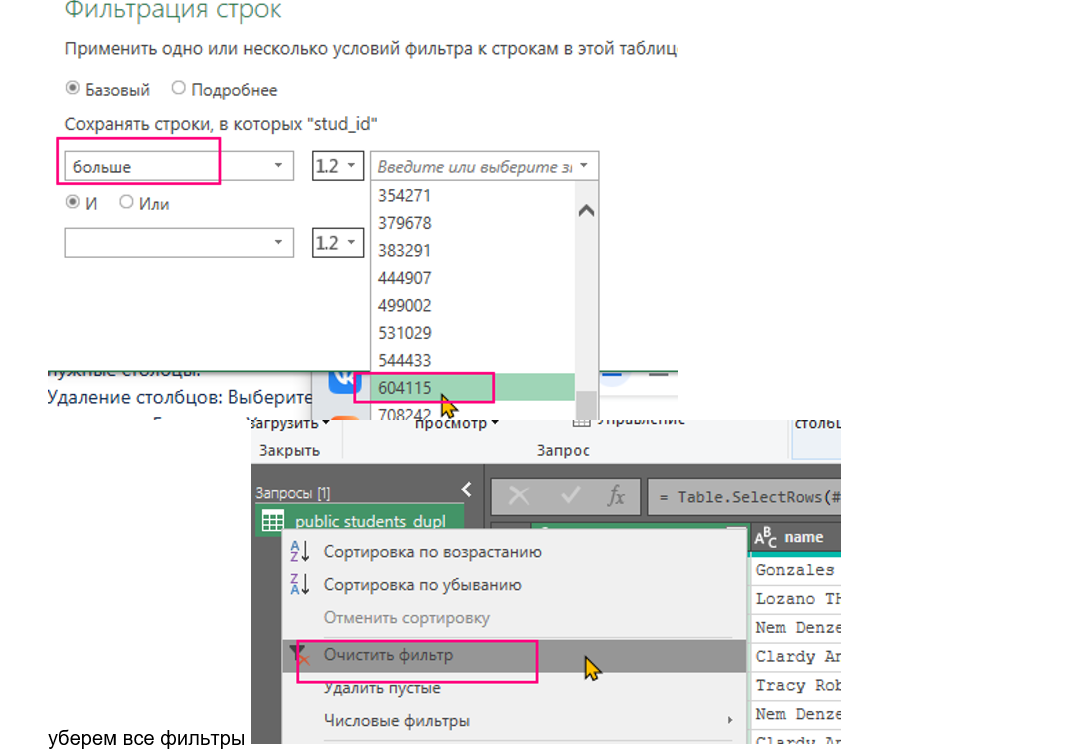 Фильтрация строк
Применить одно или несколько условий фильтра к строкам в этой таблиц
Базовый Подробнее
Сохранять строки, в которых "stud_id"
больше 1.2 Введите или выберите зн
И Или
1.2
354271
379678
383291
444907
499002
531029
544433
604115
708242
нужные столбцы.
Удаление столбцов: Выберите
загрузить просмотр Управление столбц
Закрыть Запрос
Запросы [1]
fx = Table.SelectRows(#
public students_dupl
ABC name
Сортировка по возрастанию
Сортировка по убыванию
Отменить сортировку
Очистить фильтр
Удалить пустые
Числовые фильтры
Gonzales
Lozano Th
Nem Denze
Clardy Ar
Tracy Rob
Nem Denze
Clardy Ar
уберем все фильтры